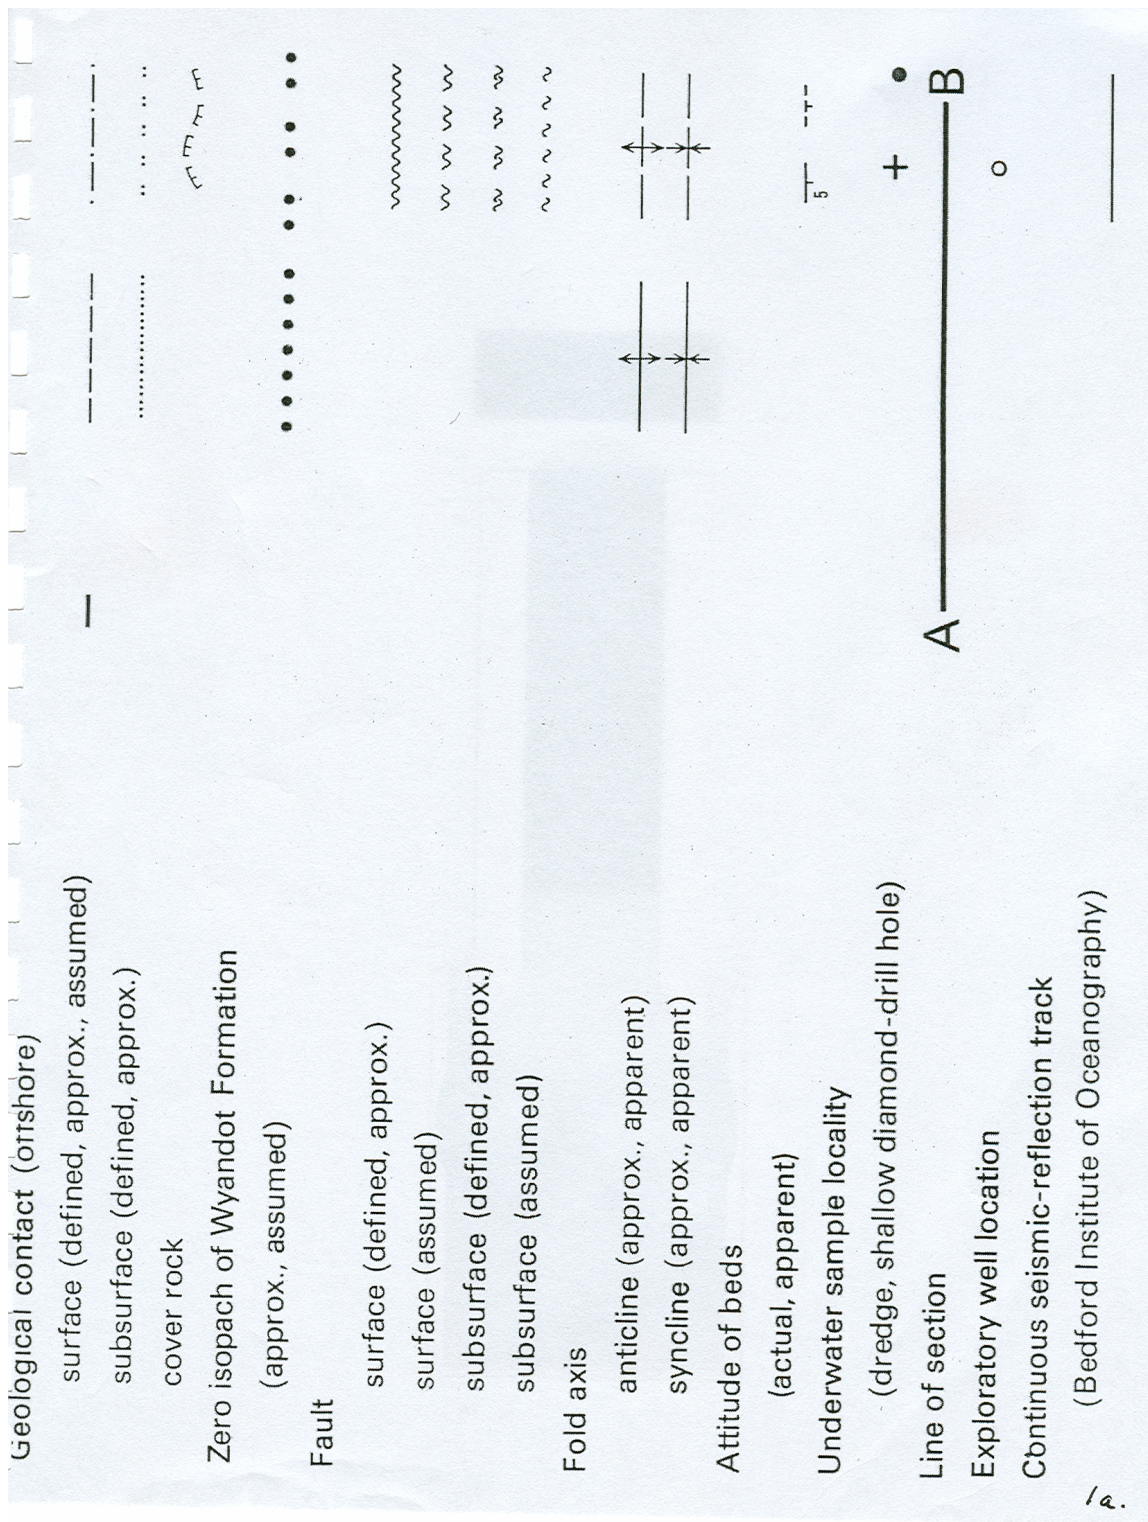 Geological contact (offshore)
surface (defined, approx., assumed)
subsurface (defined, approx.)
cover rock
Zero isopach of Wyandot Formation
(approx., assumed)
Fault
surface (defined, approx.)
surface (assumed)
subsurface (defined, approx.)
subsurface (assumed)
Fold axis
anticline (approx., apparent)
syncline (approx., apparent)
Attitude of beds
(actual, apparent)
5
Underwater sample locality
(dredge, shallow diamond-drill hole)
Line of section
A B
Exploratory well location
Continuous seismic-reflection track
(Bedford Institute of Oceanography)
1a.